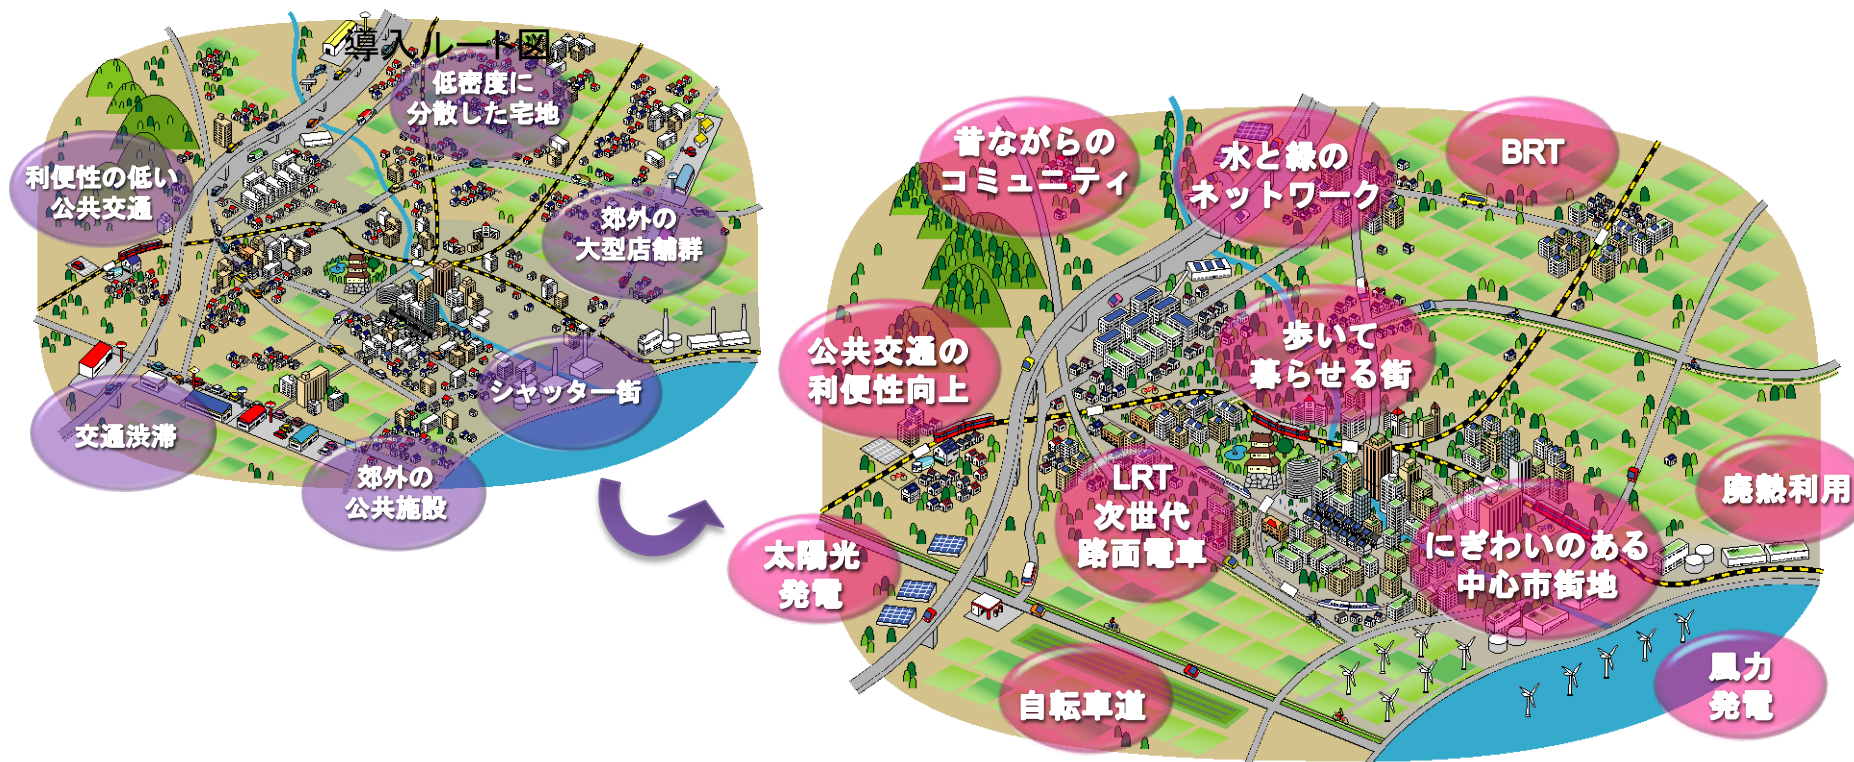 導入ルート図
低密度に
分散した宅地
利便性の低い
公共交通
郊外の
大型店舗群
シャッター街
交通渋滞
郊外の
公共施設
昔ながらの
コミュニティ
水と緑の
ネットワーク
BRT
公共交通の
利便性向上
歩いて
暮らせる街
LRT
次世代
路面電車
廃熱利用
にぎわいのある
中心市街地
太陽光
発電
自転車道
風力
発電